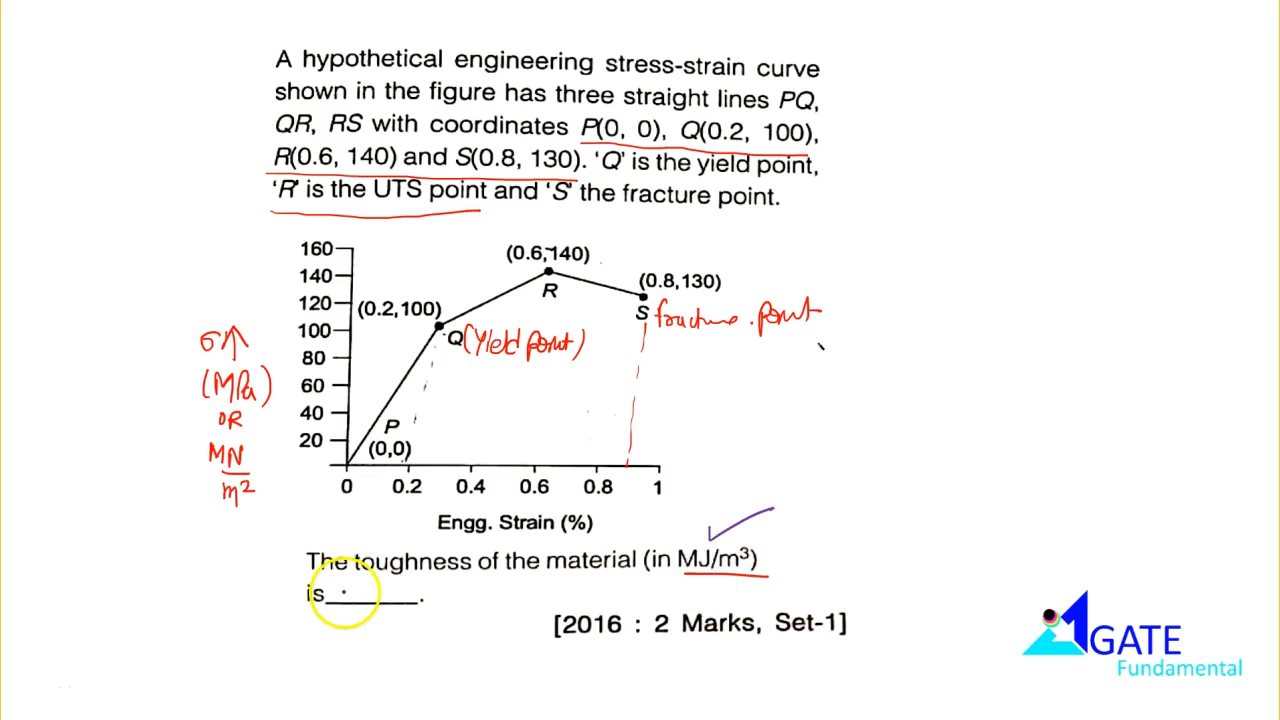 A hypothetical engineering stress-strain curve
shown in the figure has three straight lines PQ,
QR, RS with coordinates P(0, 0), Q(0.2, 100),
R(0.6, 140) and S(0.8, 130). 'Q' is the yield point,
'R' is the UTS point and 'S' the fracture point.
160
140
120
100
80
60
40
20
(0.6, 140)
R
(0.8,130)
S fracture point
(0.2,100)
Q (Yield point)
σ↑
(MPa)
OR
MN
m²
P
(0,0)
0 0.2 0.4 0.6 0.8 1
Engg. Strain (%)
The toughness of the material (in MJ/m³)
is______.
[2016 : 2 Marks, Set-1]
1
GATE
Fundamental